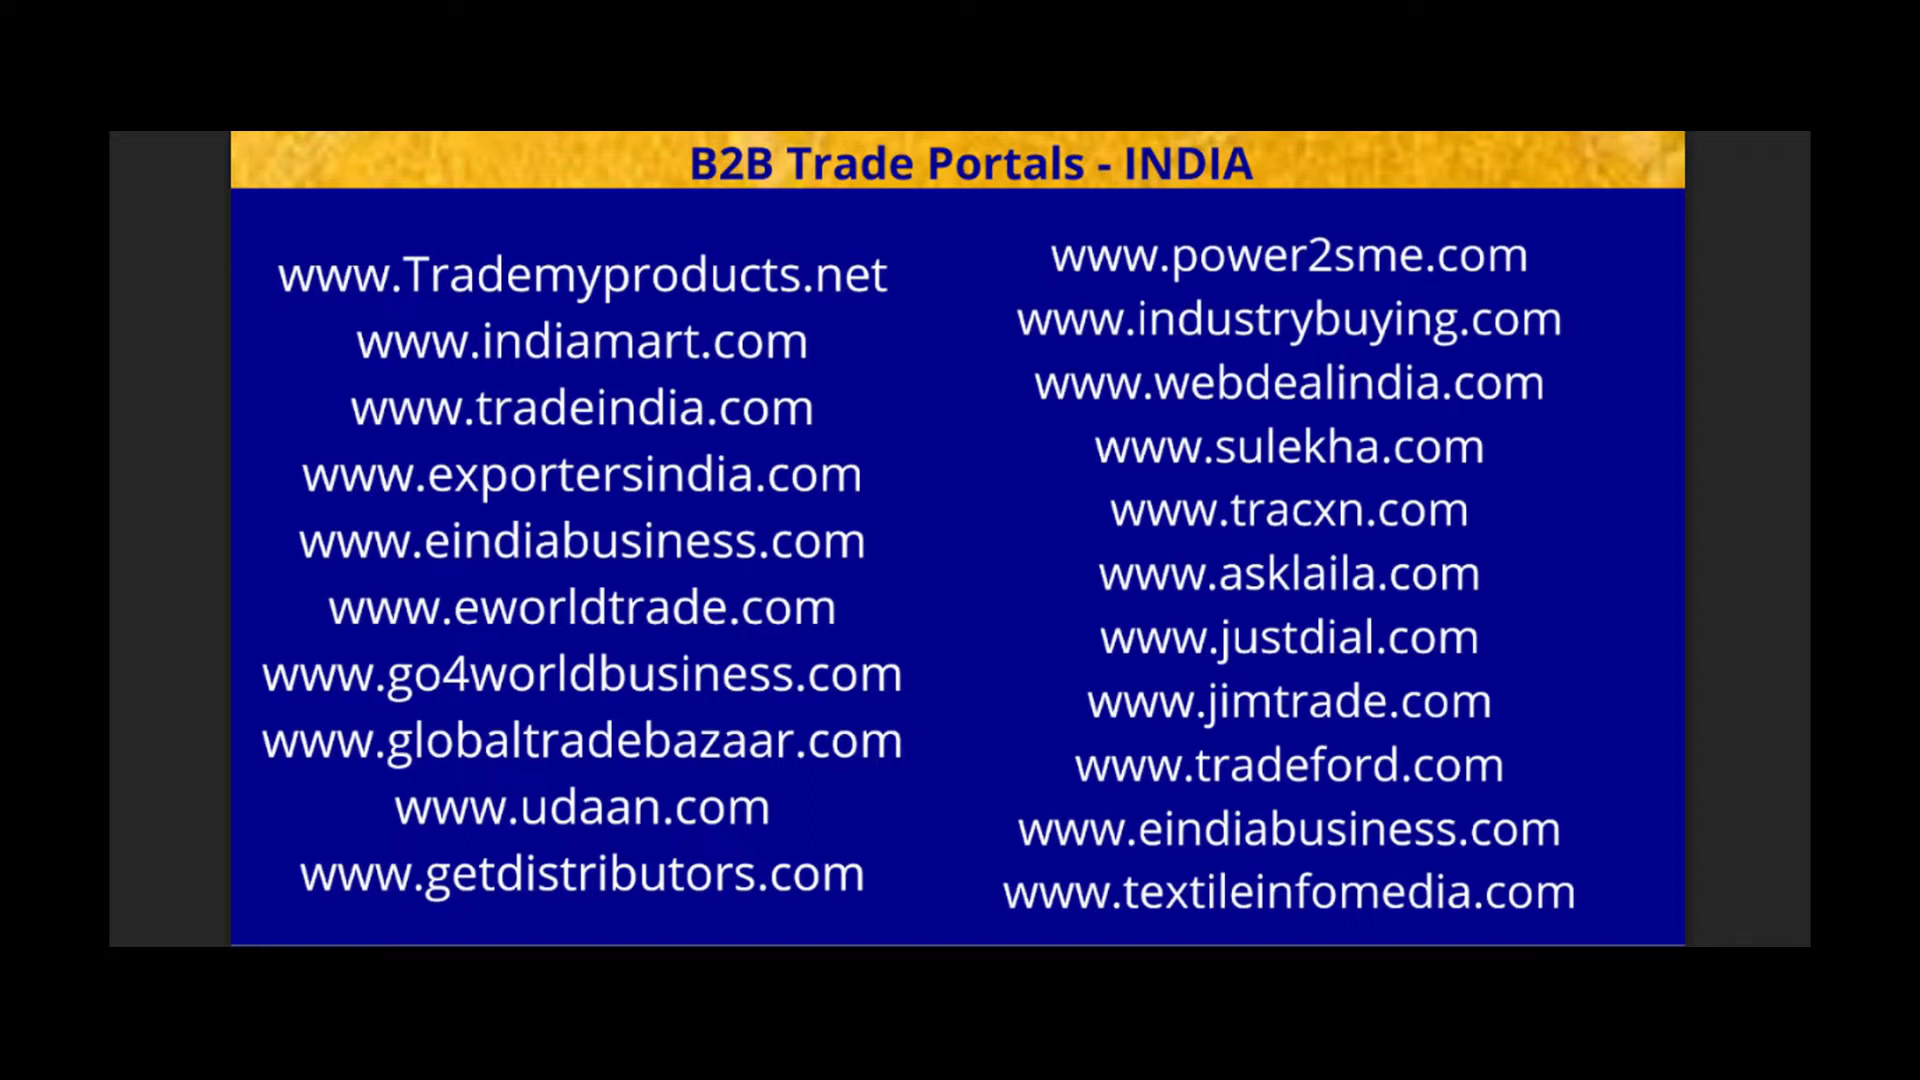 B2B Trade Portals - INDIA
www.Trademyproducts.net
www.indiamart.com
www.tradeindia.com
www.exportersindia.com
www.eindiabusiness.com
www.eworldtrade.com
www.go4worldbusiness.com
www.globaltradebazaar.com
www.udaan.com
www.getdistributors.com
www.power2sme.com
www.industrybuying.com
www.webdealindia.com
www.sulekha.com
www.tracxn.com
www.asklaila.com
www.justdial.com
www.jimtrade.com
www.tradeford.com
www.eindiabusiness.com
www.textileinfomedia.com